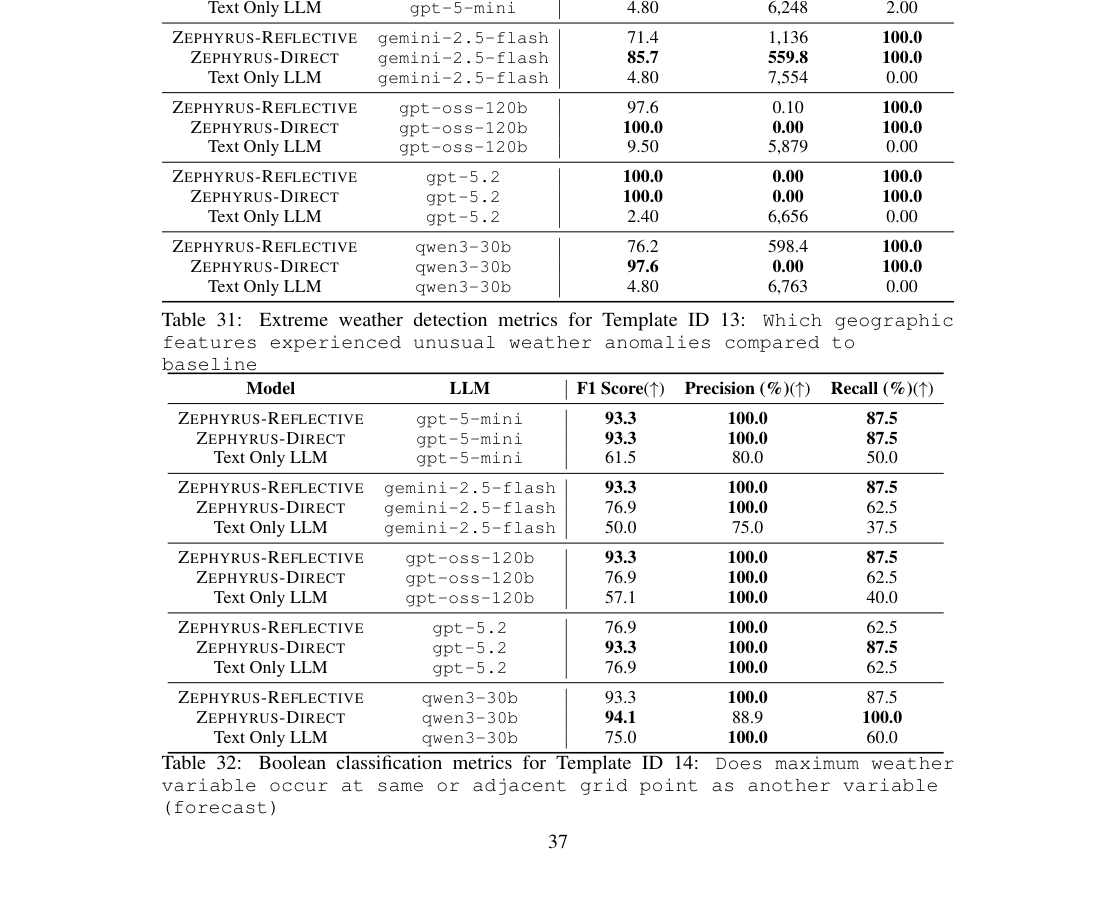 Text Only LLM gpt-5-mini 4.80 6,248 2.00
ZEPHYRUS-REFLECTIVE gemini-2.5-flash 71.4 1,136 100.0
ZEPHYRUS-DIRECT gemini-2.5-flash 85.7 559.8 100.0
Text Only LLM gemini-2.5-flash 4.80 7,554 0.00
ZEPHYRUS-REFLECTIVE gpt-oss-120b 97.6 0.10 100.0
ZEPHYRUS-DIRECT gpt-oss-120b 100.0 0.00 100.0
Text Only LLM gpt-oss-120b 9.50 5,879 0.00
ZEPHYRUS-REFLECTIVE gpt-5.2 100.0 0.00 100.0
ZEPHYRUS-DIRECT gpt-5.2 100.0 0.00 100.0
Text Only LLM gpt-5.2 2.40 6,656 0.00
ZEPHYRUS-REFLECTIVE qwen3-30b 76.2 598.4 100.0
ZEPHYRUS-DIRECT qwen3-30b 97.6 0.00 100.0
Text Only LLM qwen3-30b 4.80 6,763 0.00
Table 31: Extreme weather detection metrics for Template ID 13: Which geographic
features experienced unusual weather anomalies compared to
baseline
Model LLM F1 Score(↑) Precision (%)(↑) Recall (%)(↑)
ZEPHYRUS-REFLECTIVE gpt-5-mini 93.3 100.0 87.5
ZEPHYRUS-DIRECT gpt-5-mini 93.3 100.0 87.5
Text Only LLM gpt-5-mini 61.5 80.0 50.0
ZEPHYRUS-REFLECTIVE gemini-2.5-flash 93.3 100.0 87.5
ZEPHYRUS-DIRECT gemini-2.5-flash 76.9 100.0 62.5
Text Only LLM gemini-2.5-flash 50.0 75.0 37.5
ZEPHYRUS-REFLECTIVE gpt-oss-120b 93.3 100.0 87.5
ZEPHYRUS-DIRECT gpt-oss-120b 76.9 100.0 62.5
Text Only LLM gpt-oss-120b 57.1 100.0 40.0
ZEPHYRUS-REFLECTIVE gpt-5.2 76.9 100.0 62.5
ZEPHYRUS-DIRECT gpt-5.2 93.3 100.0 87.5
Text Only LLM gpt-5.2 76.9 100.0 62.5
ZEPHYRUS-REFLECTIVE qwen3-30b 93.3 100.0 87.5
ZEPHYRUS-DIRECT qwen3-30b 94.1 88.9 100.0
Text Only LLM qwen3-30b 75.0 100.0 60.0
Table 32: Boolean classification metrics for Template ID 14: Does maximum weather
variable occur at same or adjacent grid point as another variable
(forecast)
37